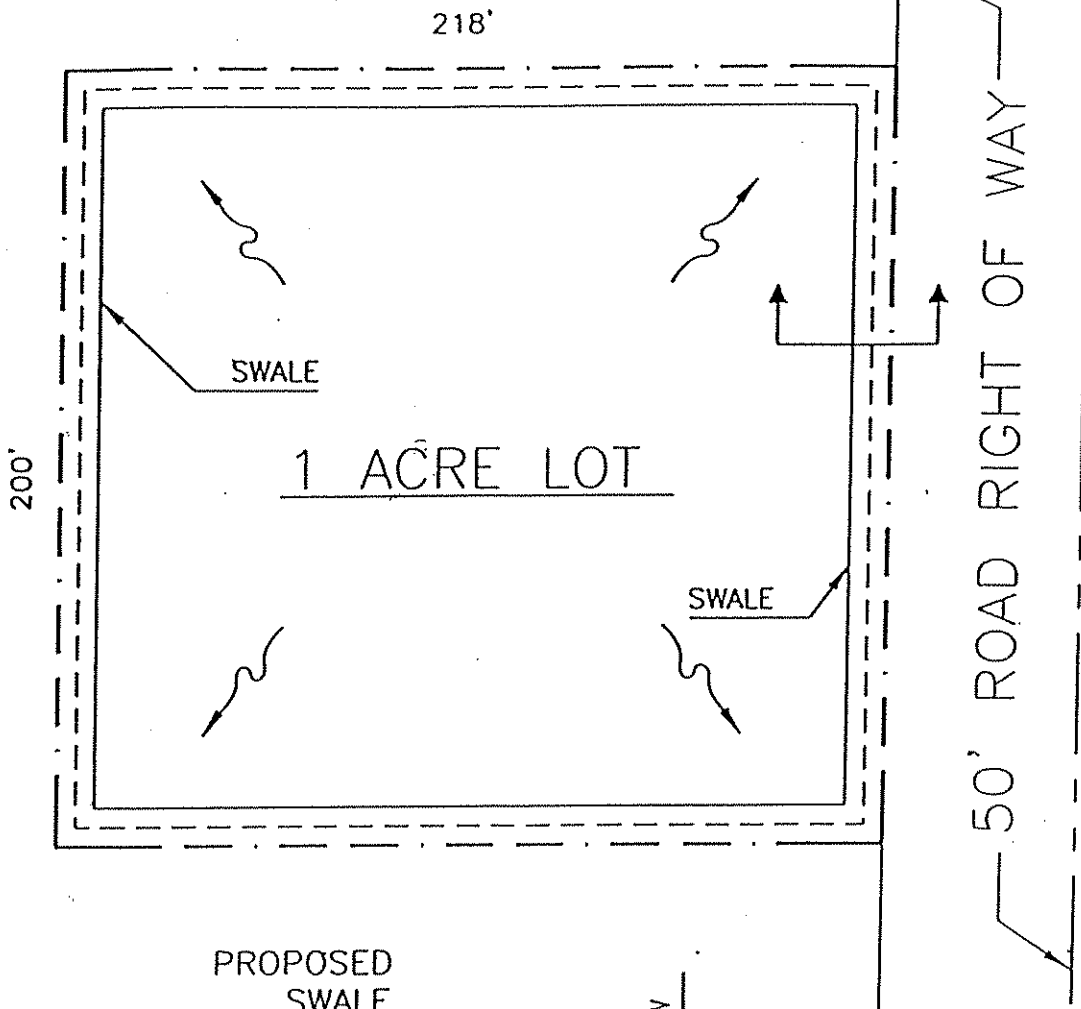 218'
200'
SWALE
1 ACRE LOT
SWALE
50' ROAD RIGHT OF WAY
PROPOSED
SWALE